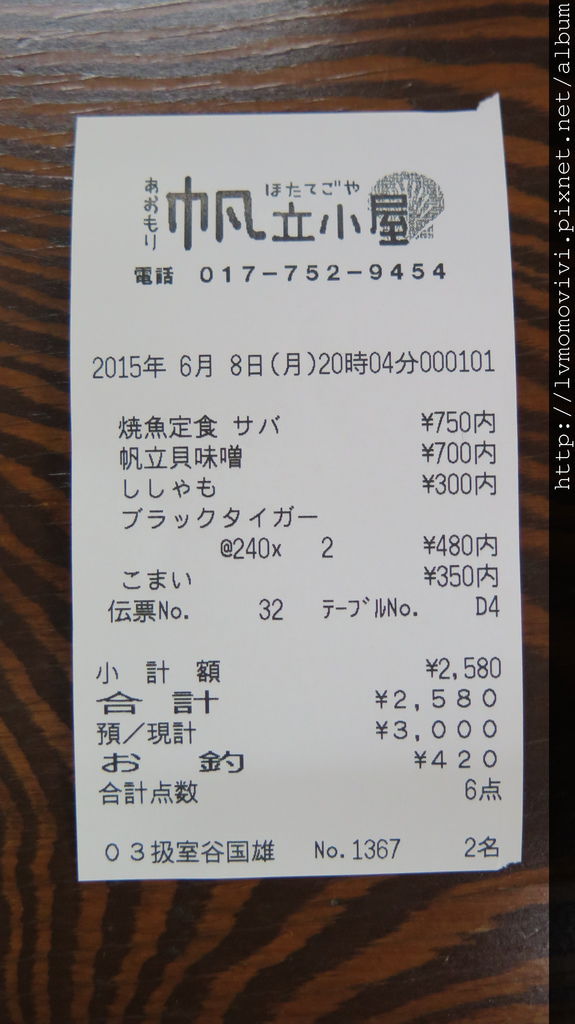 あおもり
ほたてごや
帆立小屋
電話 017-752-9454
2015年 6月 8日(月)20時04分000101
焼魚定食 サバ ¥750内
帆立貝味噌 ¥700内
ししゃも ¥300内
ブラックタイガー
@240x 2 ¥480内
こまい ¥350内
伝票No. 32 テーブルNo. D4
小計額 ¥2,580
合計 ¥2,580
預/現計 ¥3,000
お釣 ¥420
合計点数 6点
03扱室谷国雄 No.1367 2名
http://lvmomovivi.pixnet.net/album